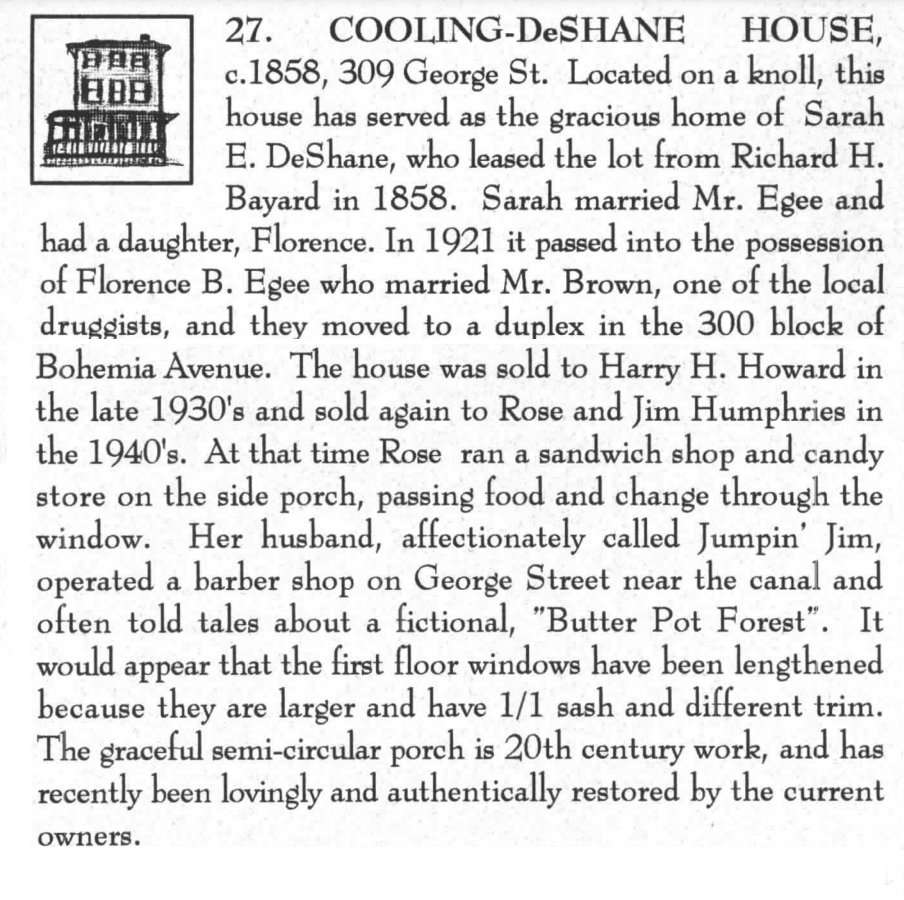 27. COOLING-DeSHANE HOUSE,
c.1858, 309 George St. Located on a knoll, this
house has served as the gracious home of Sarah
E. DeShane, who leased the lot from Richard H.
Bayard in 1858. Sarah married Mr. Egee and
had a daughter, Florence. In 1921 it passed into the possession
of Florence B. Egee who married Mr. Brown, one of the local
druggists, and they moved to a duplex in the 300 block of
Bohemia Avenue. The house was sold to Harry H. Howard in
the late 1930's and sold again to Rose and Jim Humphries in
the 1940's. At that time Rose ran a sandwich shop and candy
store on the side porch, passing food and change through the
window. Her husband, affectionately called Jumpin' Jim,
operated a barber shop on George Street near the canal and
often told tales about a fictional, "Butter Pot Forest". It
would appear that the first floor windows have been lengthened
because they are larger and have 1/1 sash and different trim.
The graceful semi-circular porch is 20th century work, and has
recently been lovingly and authentically restored by the current
owners.